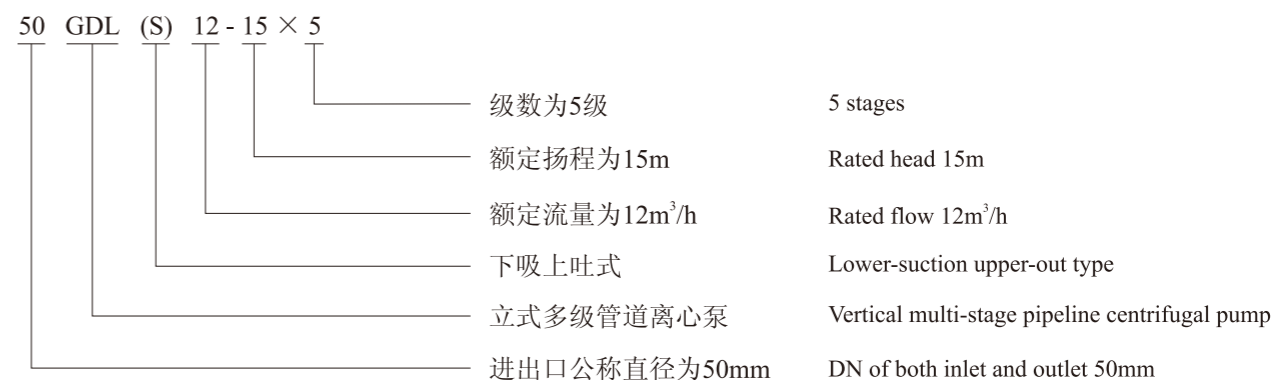 50 GDL (S) 12 - 15 × 5
级数为5级 5 stages
额定扬程为15m Rated head 15m
额定流量为12m³/h Rated flow 12m³/h
下吸上吐式 Lower-suction upper-out type
立式多级管道离心泵 Vertical multi-stage pipeline centrifugal pump
进出口公称直径为50mm DN of both inlet and outlet 50mm